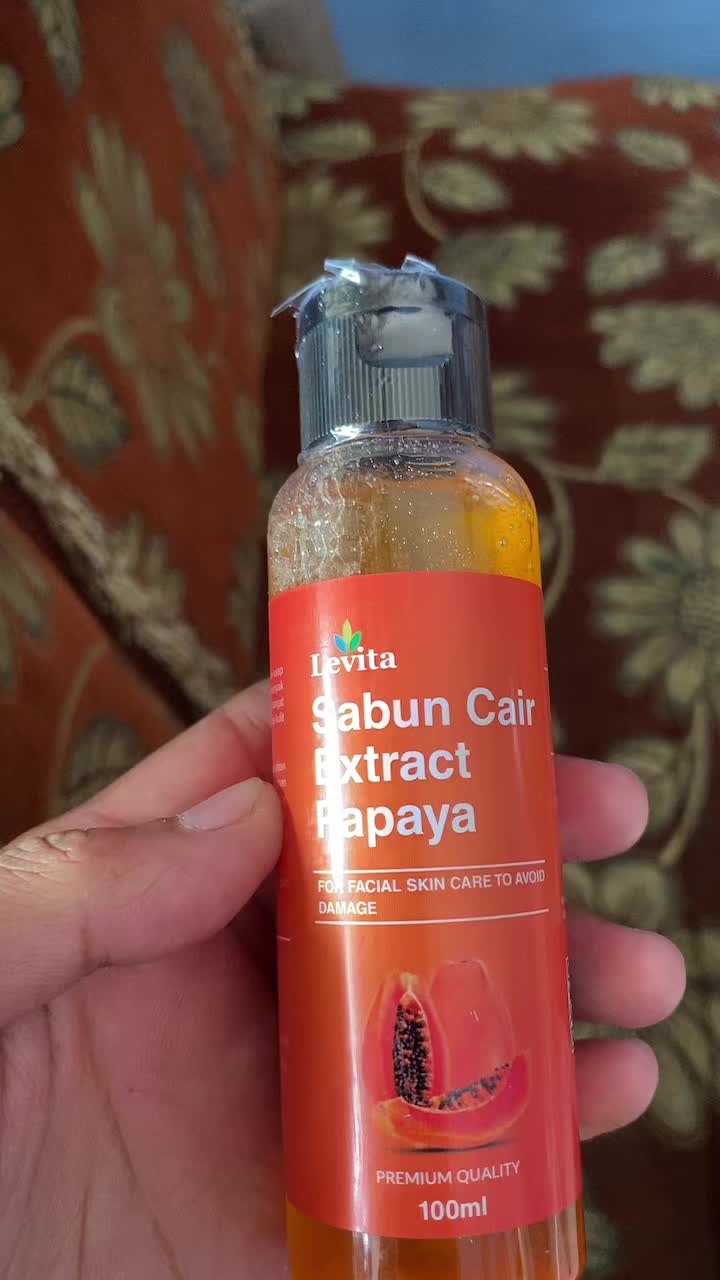 Levita
Sabun Cair
Extract
Papaya
FOR FACIAL SKIN CARE TO AVOID
DAMAGE
PREMIUM QUALITY
100ml